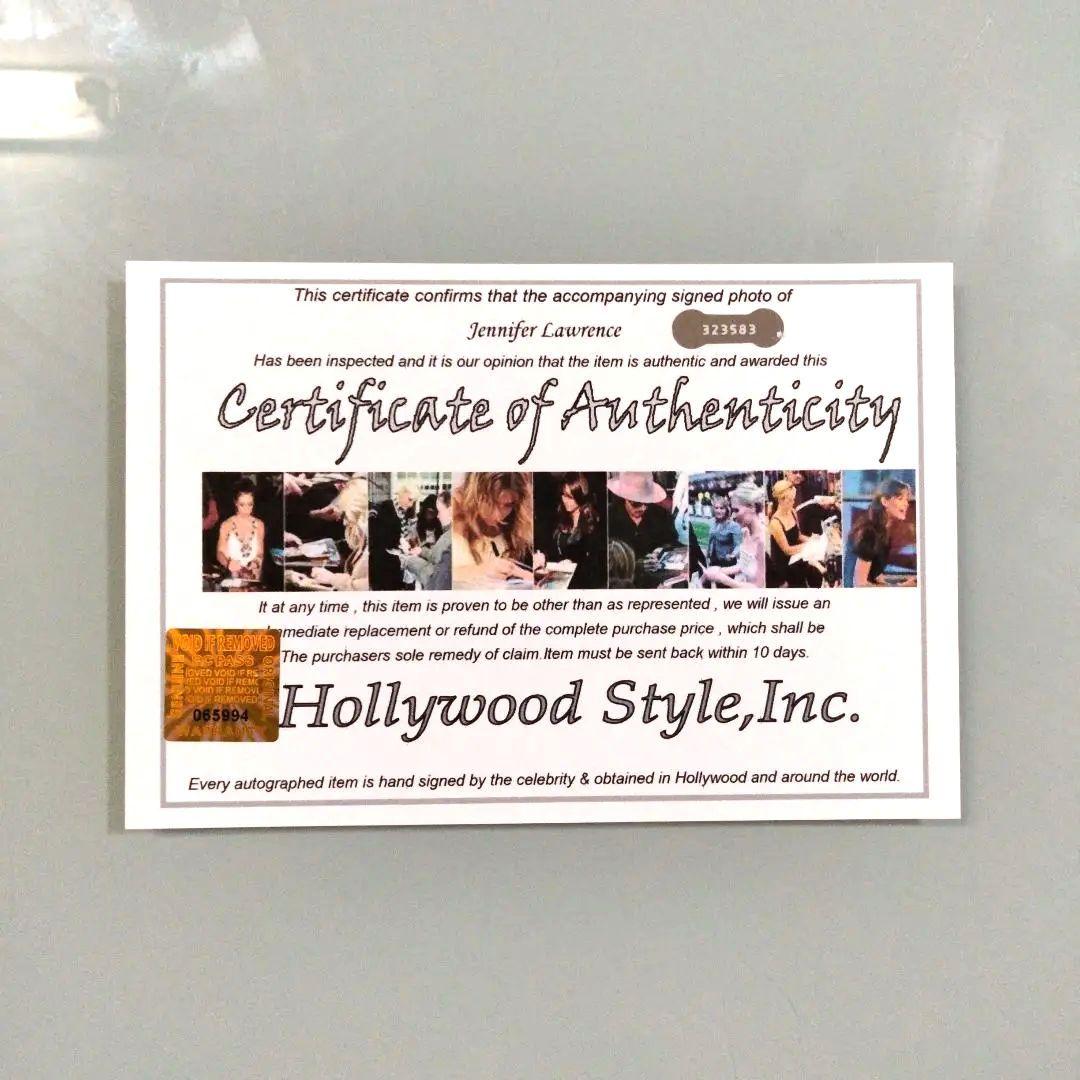 This certificate confirms that the accompanying signed photo of
Jennifer Lawrence
323583
Has been inspected and it is our opinion that the item is authentic and awarded this
Certificate of Authenticity
It at any time , this item is proven to be other than as represented , we will issue an
immediate replacement or refund of the complete purchase price , which shall be
The purchasers sole remedy of claim.Item must be sent back within 10 days.
VOID IF REMOVED
GENUINE
065994
Hollywood Style,Inc.
Every autographed item is hand signed by the celebrity & obtained in Hollywood and around the world.